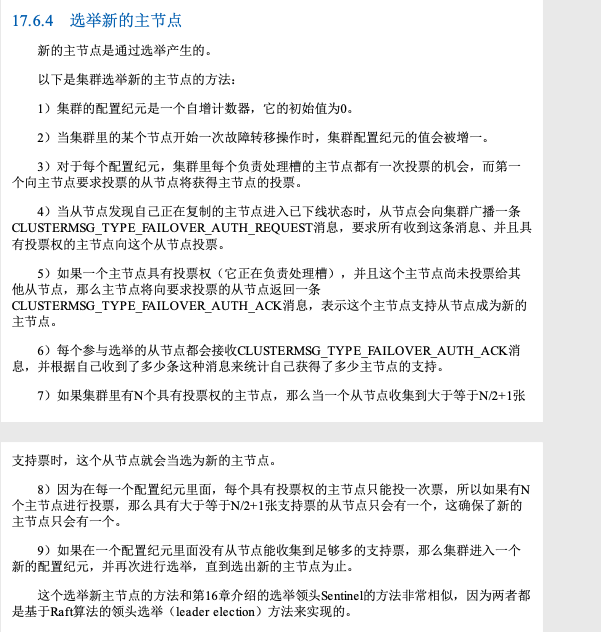 17.6.4 选举新的主节点
新的主节点是通过选举产生的。
以下是集群选举新的主节点的方法：
1）集群的配置纪元是一个自增计数器，它的初始值为0。
2）当集群里的某个节点开始一次故障转移操作时，集群配置纪元的值会被增一。
3）对于每个配置纪元，集群里每个负责处理槽的主节点都有一次投票的机会，而第一
个向主节点要求投票的从节点将获得主节点的投票。
4）当从节点发现自己正在复制的主节点进入已下线状态时，从节点会向集群广播一条
CLUSTERMSG_TYPE_FAILOVER_AUTH_REQUEST消息，要求所有收到这条消息、并且具
有投票权的主节点向这个从节点投票。
5）如果一个主节点具有投票权（它正在负责处理槽），并且这个主节点尚未投票给其
他从节点，那么主节点将向要求投票的从节点返回一条
CLUSTERMSG_TYPE_FAILOVER_AUTH_ACK消息，表示这个主节点支持从节点成为新的
主节点。
6）每个参与选举的从节点都会接收CLUSTERMSG_TYPE_FAILOVER_AUTH_ACK消
息，并根据自己收到了多少条这种消息来统计自己获得了多少主节点的支持。
7）如果集群里有N个具有投票权的主节点，那么当一个从节点收集到大于等于N/2+1张
支持票时，这个从节点就会当选为新的主节点。
8）因为在每一个配置纪元里面，每个具有投票权的主节点只能投一次票，所以如果有N
个主节点进行投票，那么具有大于等于N/2+1张支持票的从节点只会有一个，这确保了新的
主节点只会有一个。
9）如果在一个配置纪元里面没有从节点能收集到足够多的支持票，那么集群进入一个
新的配置纪元，并再次进行选举，直到选出新的主节点为止。
这个选举新主节点的方法和第16章介绍的选举领头Sentinel的方法非常相似，因为两者都
是基于Raft算法的领头选举（leader election）方法来实现的。